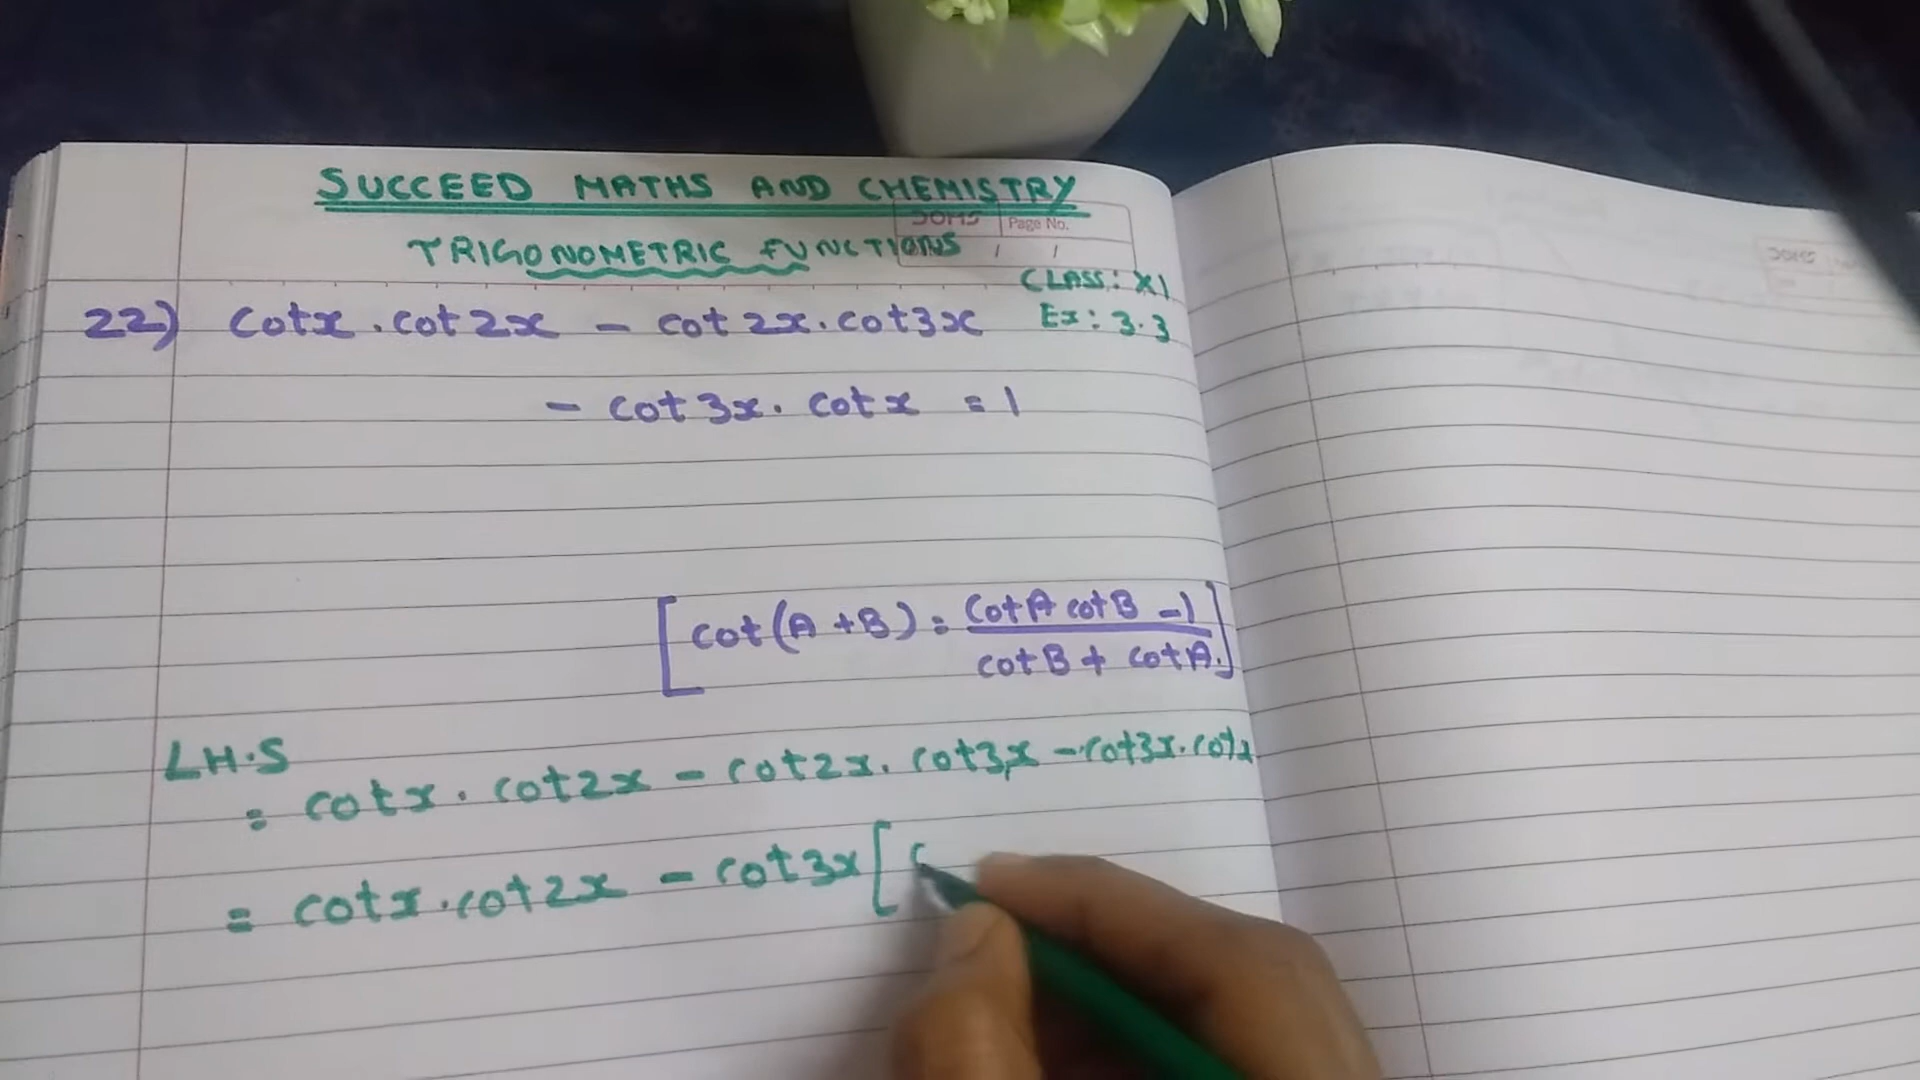 SUCCEED MATHS AND CHEMISTRY
DOMS Page No.
TRIGONOMETRIC FUNCTIONS
CLASS: XI
22) cotx . cot2x - cot2x. cot3x Ex: 3.3
- cot3x. cotx = 1
[cot(A+B) = cotA cotB -1
cotB + cotA.]
L.H.S
= cotx . cot2x - cot2x. cot3x - cot3x. cotx
= cotx . cot2x - cot3x [c